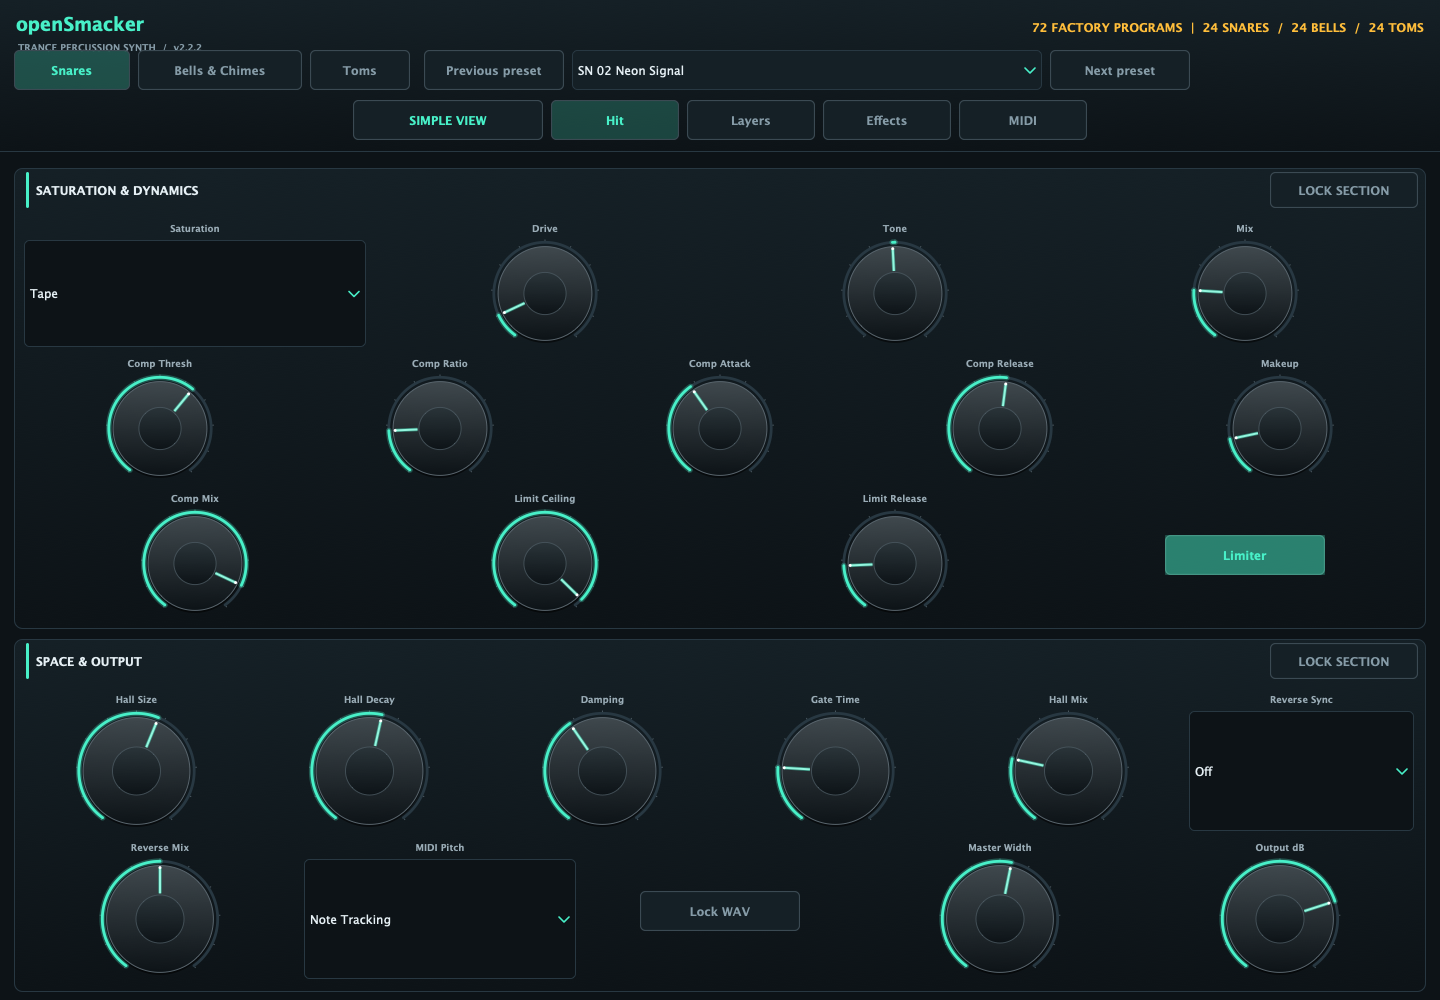 openSmacker
72 FACTORY PROGRAMS | 24 SNARES / 24 BELLS / 24 TOMS
TRANCE PERCUSSION SYNTH / v2.2.2
Snares
Bells & Chimes
Toms
Previous preset
SN 02 Neon Signal
Next preset
SIMPLE VIEW
Hit
Layers
Effects
MIDI
SATURATION & DYNAMICS
LOCK SECTION
Saturation
Drive
Tone
Mix
Tape
Comp Thresh
Comp Ratio
Comp Attack
Comp Release
Makeup
Comp Mix
Limit Ceiling
Limit Release
Limiter
SPACE & OUTPUT
LOCK SECTION
Hall Size
Hall Decay
Damping
Gate Time
Hall Mix
Reverse Sync
Off
Reverse Mix
MIDI Pitch
Master Width
Output dB
Note Tracking
Lock WAV